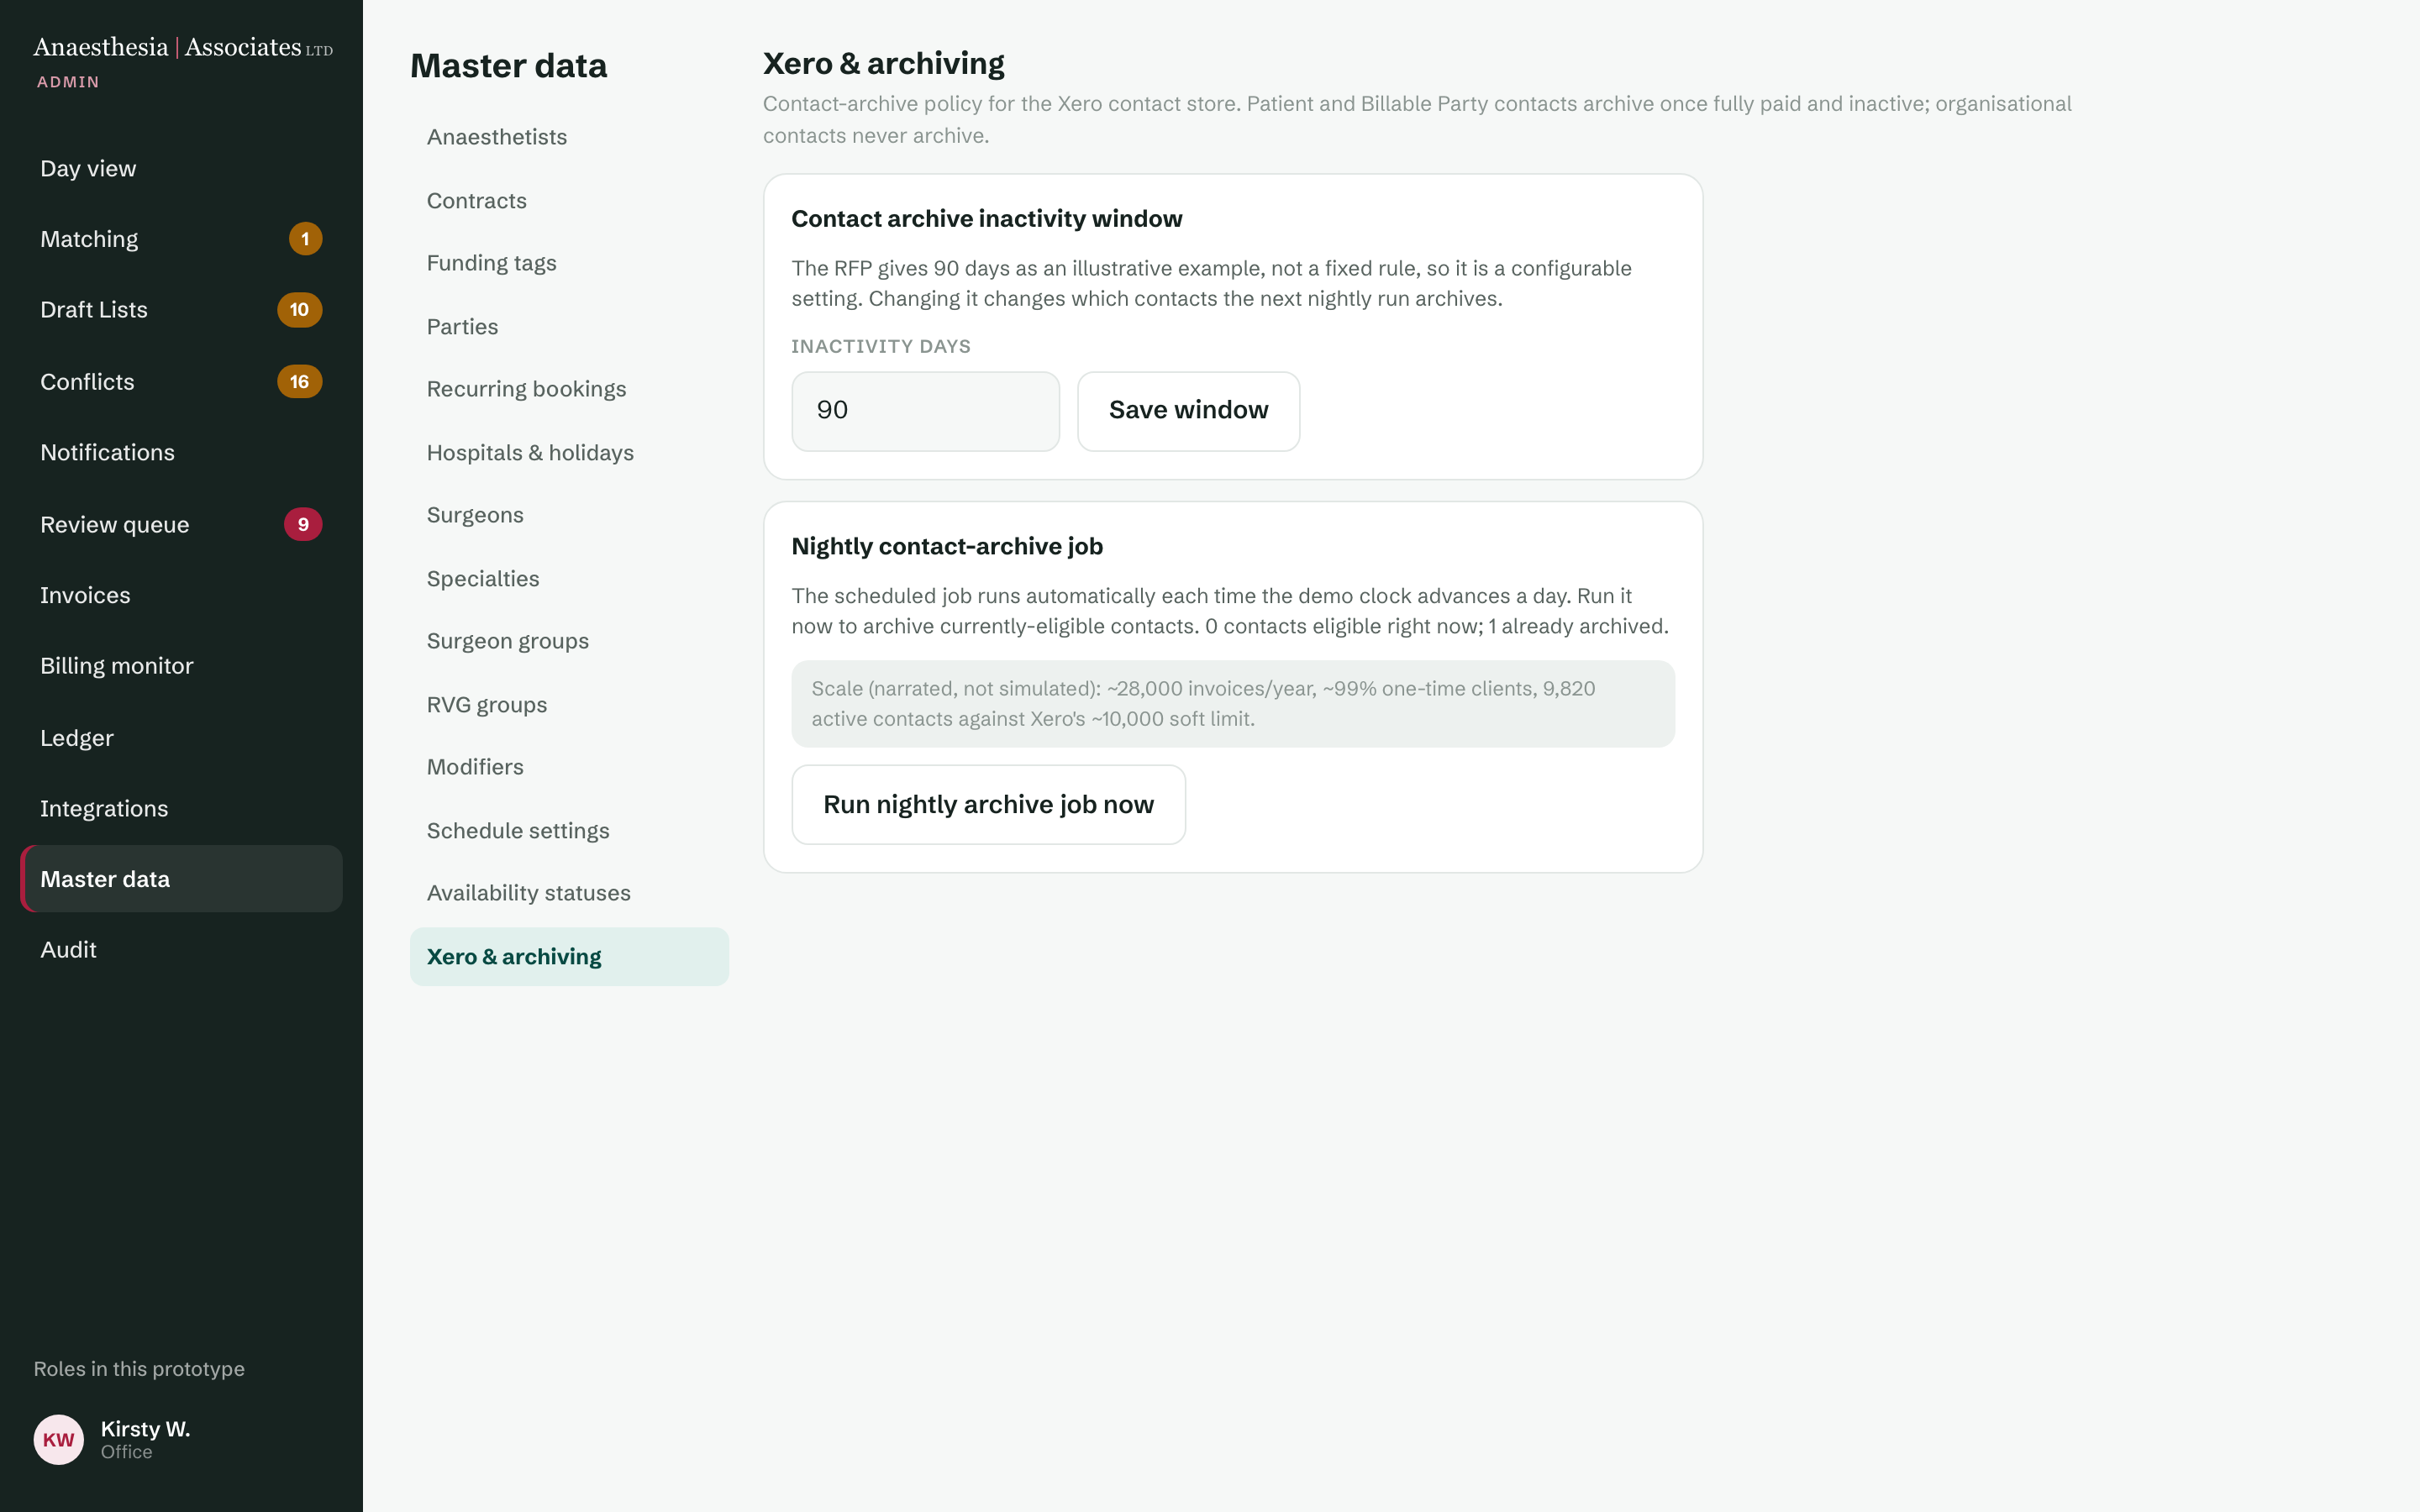 Anaesthesia | Associates LTD
ADMIN
Day view
Matching 1
Draft Lists 10
Conflicts 16
Notifications
Review queue 9
Invoices
Billing monitor
Ledger
Integrations
Master data
Audit
Roles in this prototype
KW
Kirsty W.
Office
Master data
Anaesthetists
Contracts
Funding tags
Parties
Recurring bookings
Hospitals & holidays
Surgeons
Specialties
Surgeon groups
RVG groups
Modifiers
Schedule settings
Availability statuses
Xero & archiving
Xero & archiving
Contact-archive policy for the Xero contact store. Patient and Billable Party contacts archive once fully paid and inactive; organisational
contacts never archive.
Contact archive inactivity window
The RFP gives 90 days as an illustrative example, not a fixed rule, so it is a configurable
setting. Changing it changes which contacts the next nightly run archives.
INACTIVITY DAYS
90
Save window
Nightly contact-archive job
The scheduled job runs automatically each time the demo clock advances a day. Run it
now to archive currently-eligible contacts. 0 contacts eligible right now; 1 already archived.
Scale (narrated, not simulated): ~28,000 invoices/year, ~99% one-time clients, 9,820
active contacts against Xero's ~10,000 soft limit.
Run nightly archive job now